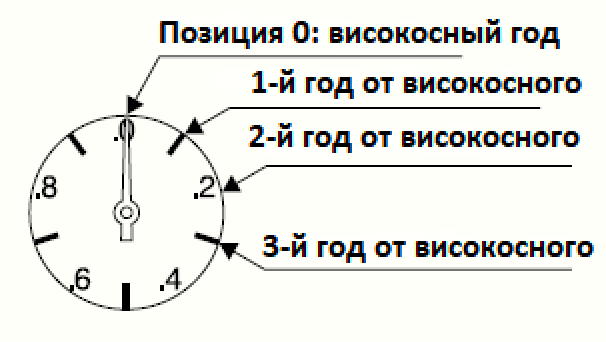 Позиция 0: високосный год
1-й год от високосного
2-й год от високосного
3-й год от високосного
.0
.2
.4
.6
.8